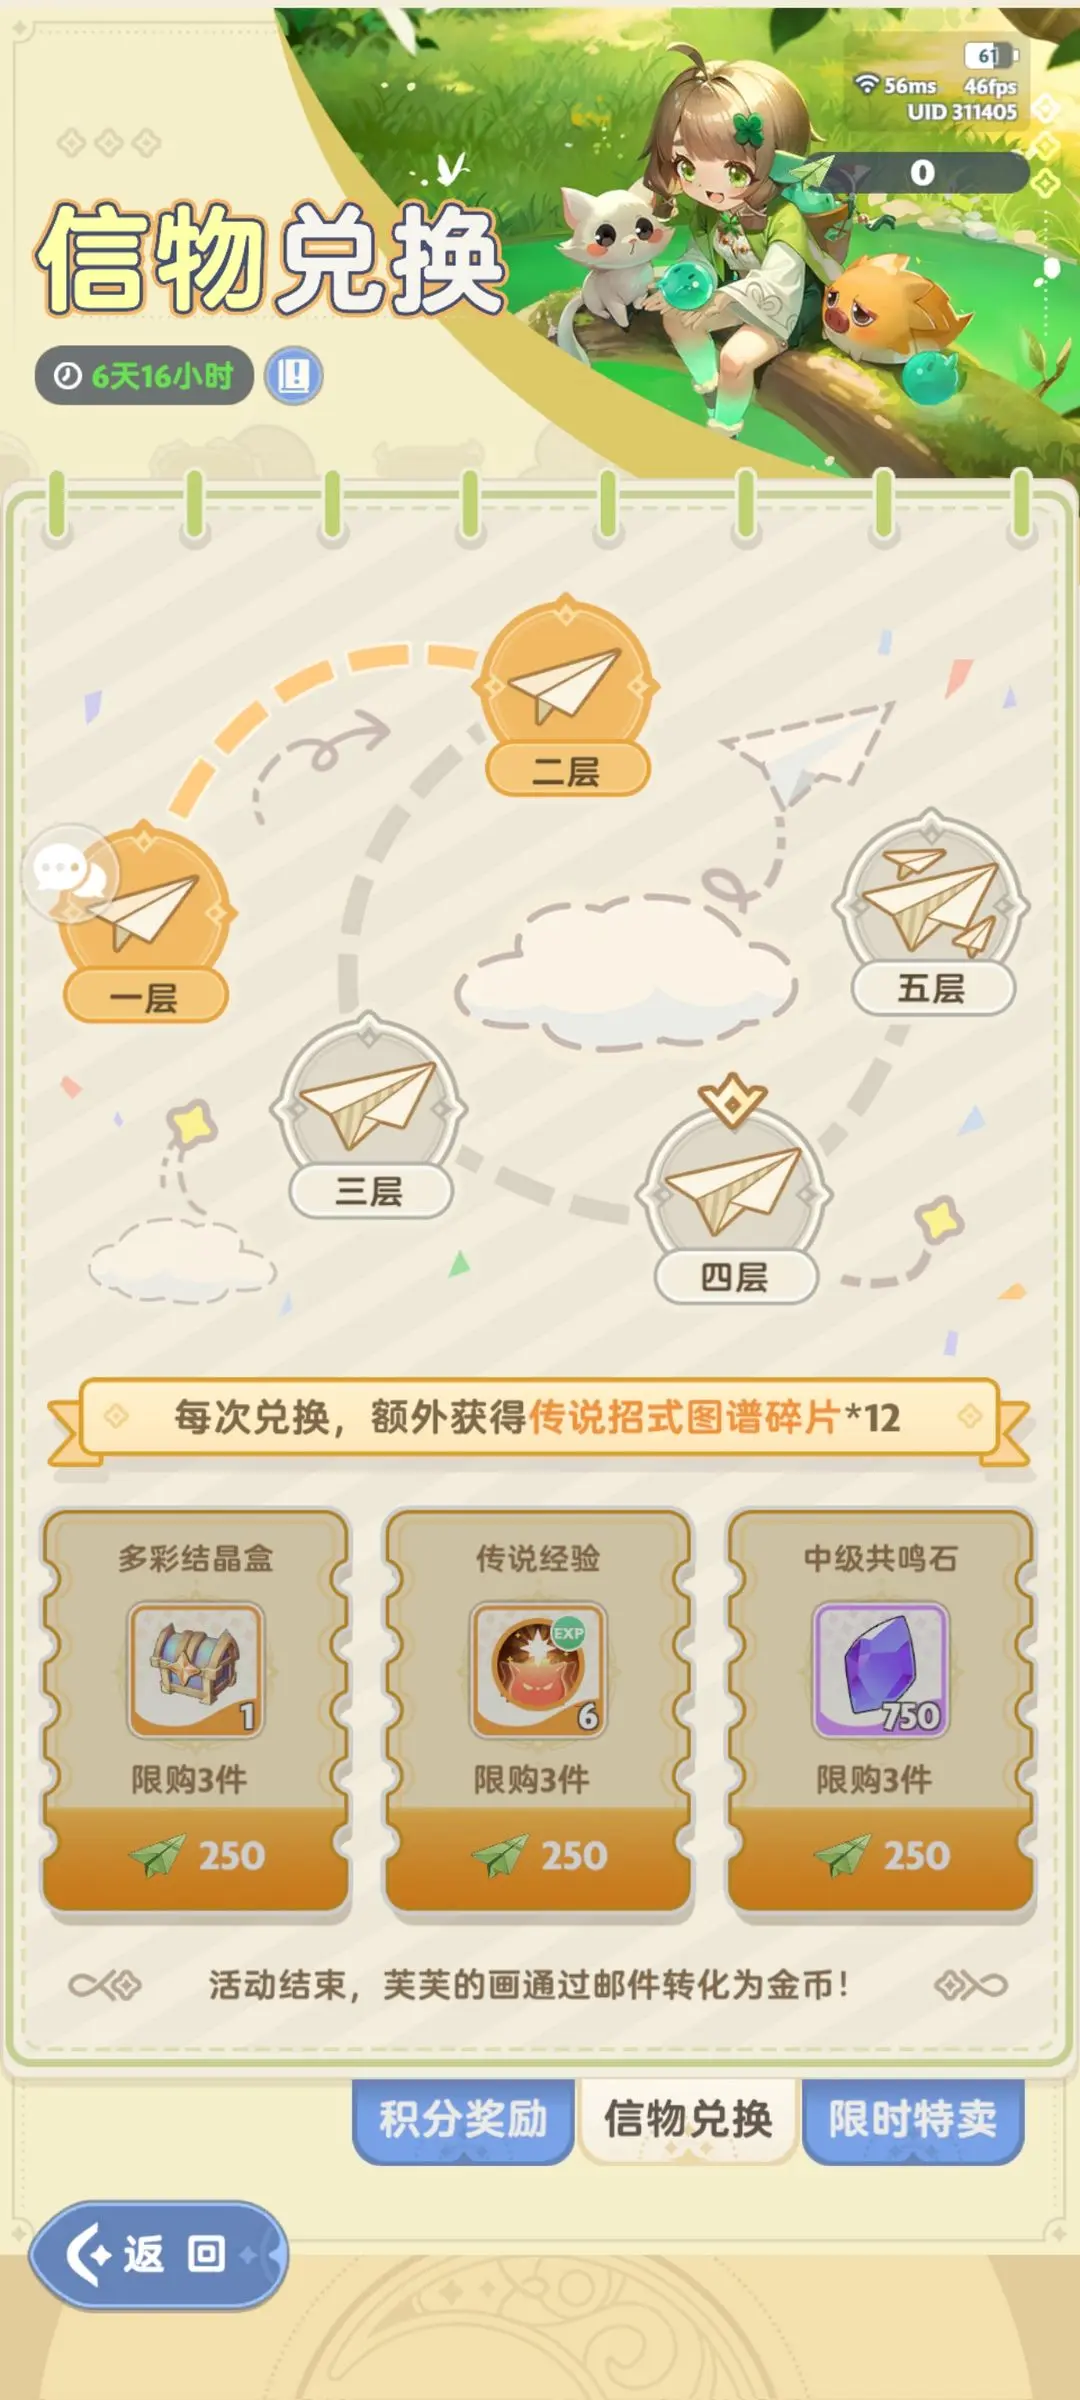 61
56ms 46fps
UID 311405
0
信物兑换
6天16小时
二层
一层
五层
三层
四层
每次兑换，额外获得传说招式图谱碎片*12
多彩结晶盒
1
限购3件
250
传说经验
EXP
6
限购3件
250
中级共鸣石
750
限购3件
250
活动结束，芙芙的画通过邮件转化为金币！
积分奖励
信物兑换
限时特卖
返回